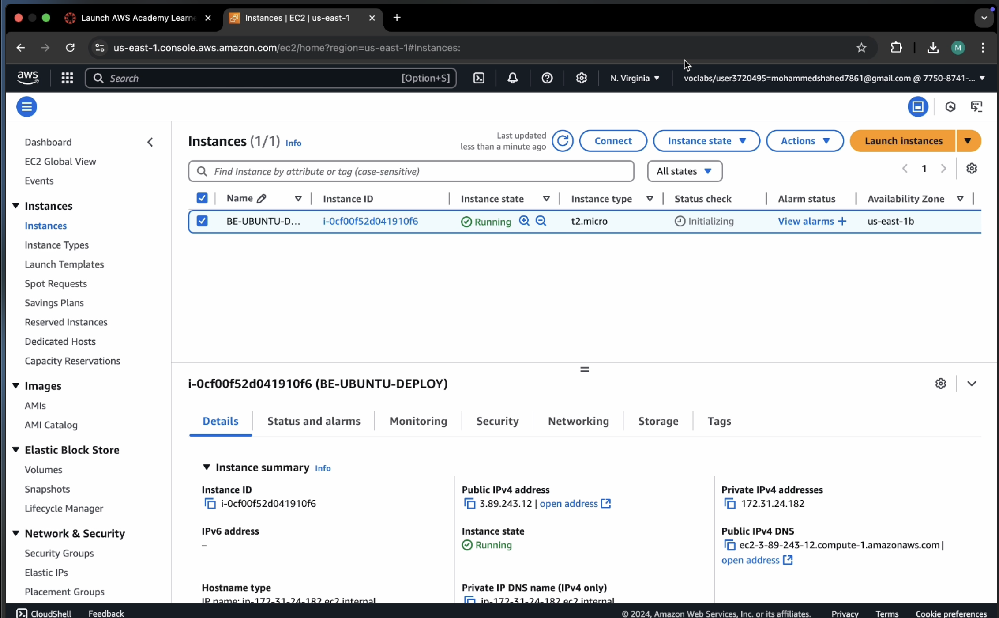 Launch AWS Academy Learne
Instances | EC2 | us-east-1
us-east-1.console.aws.amazon.com/ec2/home?region=us-east-1#Instances:
M
aws
Search
[Option+S]
N. Virginia
voclabs/user3720495=mohammedshahed7861@gmail.com @ 7750-8741-...
Dashboard
EC2 Global View
Events
Instances
Instances
Instance Types
Launch Templates
Spot Requests
Savings Plans
Reserved Instances
Dedicated Hosts
Capacity Reservations
Images
AMIs
AMI Catalog
Elastic Block Store
Volumes
Snapshots
Lifecycle Manager
Network & Security
Security Groups
Elastic IPs
Placement Groups
Instances (1/1) Info
Last updated
less than a minute ago
Connect
Instance state
Actions
Launch instances
Find Instance by attribute or tag (case-sensitive)
All states
1
Name
Instance ID
Instance state
Instance type
Status check
Alarm status
Availability Zone
BE-UBUNTU-D...
i-0cf00f52d041910f6
Running
t2.micro
Initializing
View alarms +
us-east-1b
i-0cf00f52d041910f6 (BE-UBUNTU-DEPLOY)
Details
Status and alarms
Monitoring
Security
Networking
Storage
Tags
Instance summary Info
Instance ID
i-0cf00f52d041910f6
Public IPv4 address
3.89.243.12 | open address
Private IPv4 addresses
172.31.24.182
IPv6 address
–
Instance state
Running
Public IPv4 DNS
ec2-3-89-243-12.compute-1.amazonaws.com |
open address
Hostname type
IP name: ip-172-31-24-182.ec2.internal
Private IP DNS name (IPv4 only)
ip-172-31-24-182.ec2.internal
CloudShell
Feedback
© 2024, Amazon Web Services, Inc. or its affiliates.
Privacy
Terms
Cookie preferences